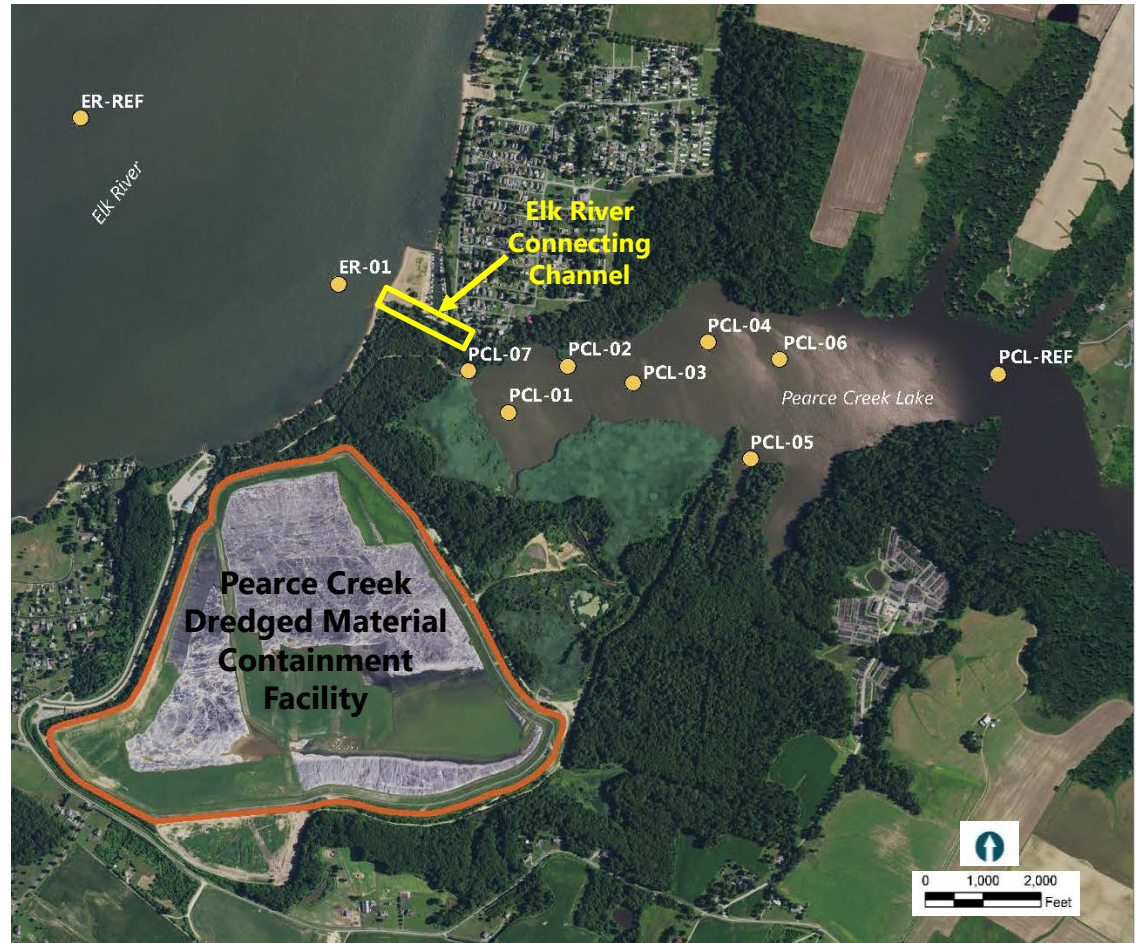 ER-REF
Elk River
Elk River
Connecting
Channel
ER-01
PCL-04
PCL-02
PCL-06
PCL-07
PCL-REF
PCL-03
PCL-01
Pearce Creek Lake
PCL-05
Pearce Creek
Dredged Material
Containment
Facility
0 1,000 2,000
Feet